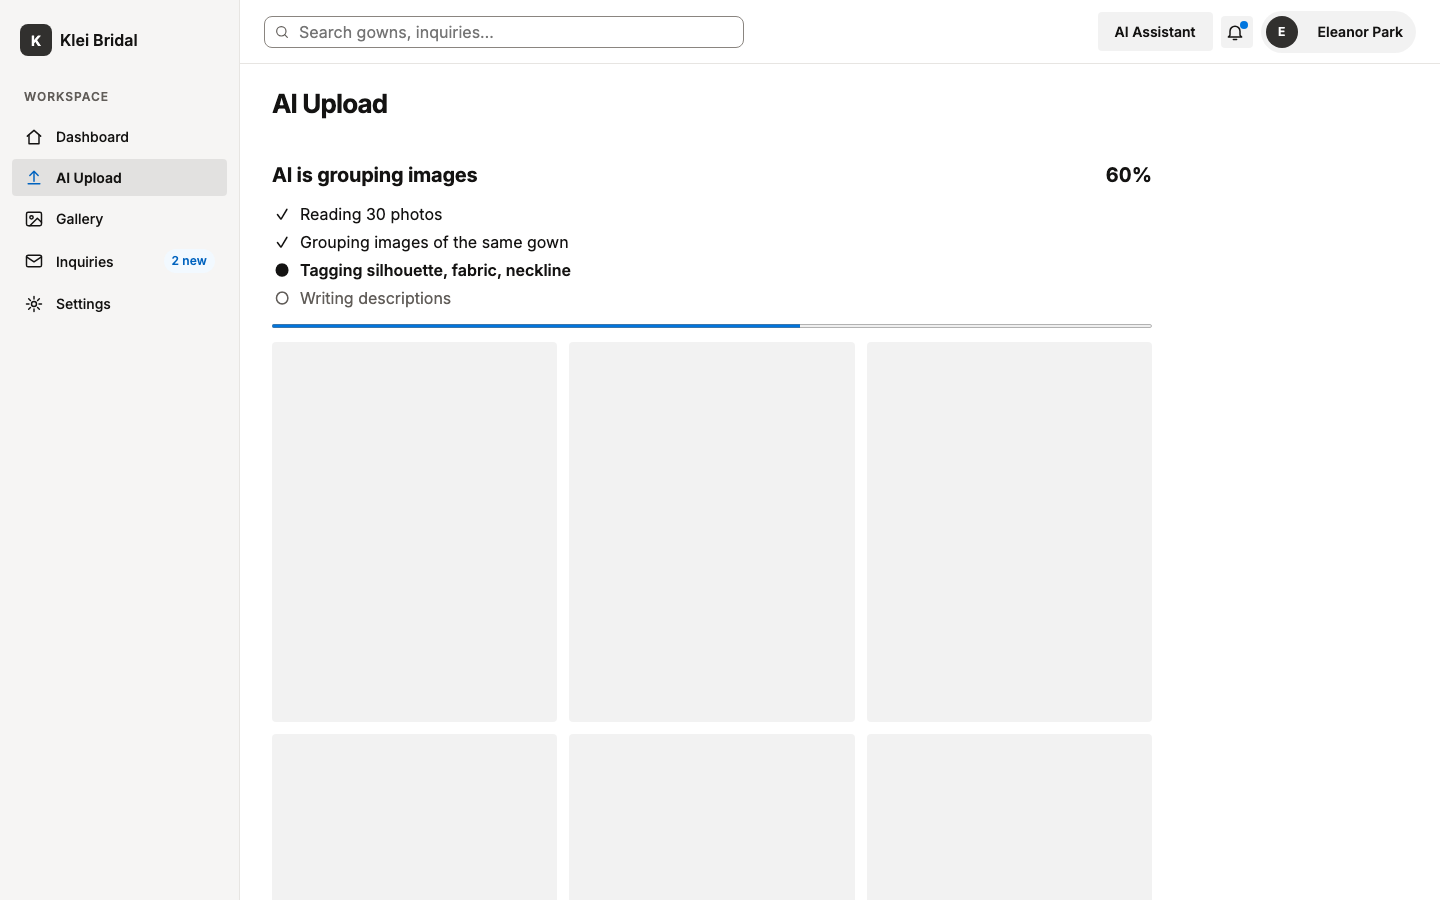 K Klei Bridal
Search gowns, inquiries...
AI Assistant
E Eleanor Park
WORKSPACE
Dashboard
AI Upload
Gallery
Inquiries 2 new
Settings
AI Upload
AI is grouping images 60%
Reading 30 photos
Grouping images of the same gown
Tagging silhouette, fabric, neckline
Writing descriptions